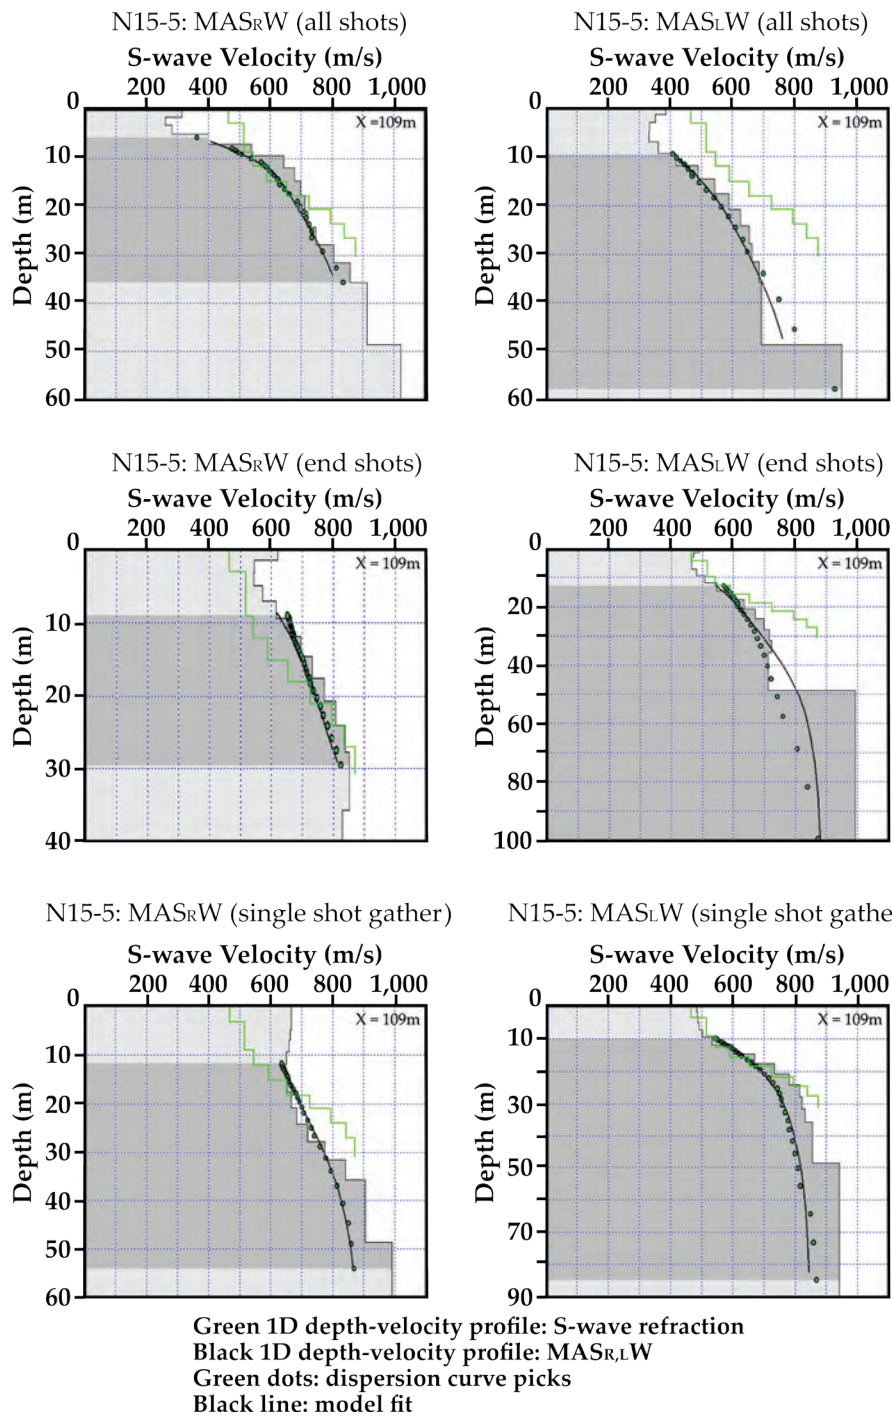 N15-5: MASRW (all shots)
S-wave Velocity (m/s)
200 400 600 800 1,000
0
10
20
30
40
50
60
Depth (m)
X =109m
N15-5: MASLW (all shots)
S-wave Velocity (m/s)
200 400 600 800 1,000
0
10
20
30
40
50
60
Depth (m)
X =109m
N15-5: MASRW (end shots)
S-wave Velocity (m/s)
200 400 600 800 1,000
0
10
20
30
40
Depth (m)
X = 109m
N15-5: MASLW (end shots)
S-wave Velocity (m/s)
200 400 600 800 1,000
0
20
40
60
80
100
Depth (m)
X = 109m
N15-5: MASRW (single shot gather)
S-wave Velocity (m/s)
200 400 600 800 1,000
0
10
20
30
40
50
60
Depth (m)
X = 109m
N15-5: MASLW (single shot gathe
S-wave Velocity (m/s)
200 400 600 800 1,000
0
10
30
50
70
90
Depth (m)
X = 109m
Green 1D depth-velocity profile: S-wave refraction
Black 1D depth-velocity profile: MASR,LW
Green dots: dispersion curve picks
Black line: model fit